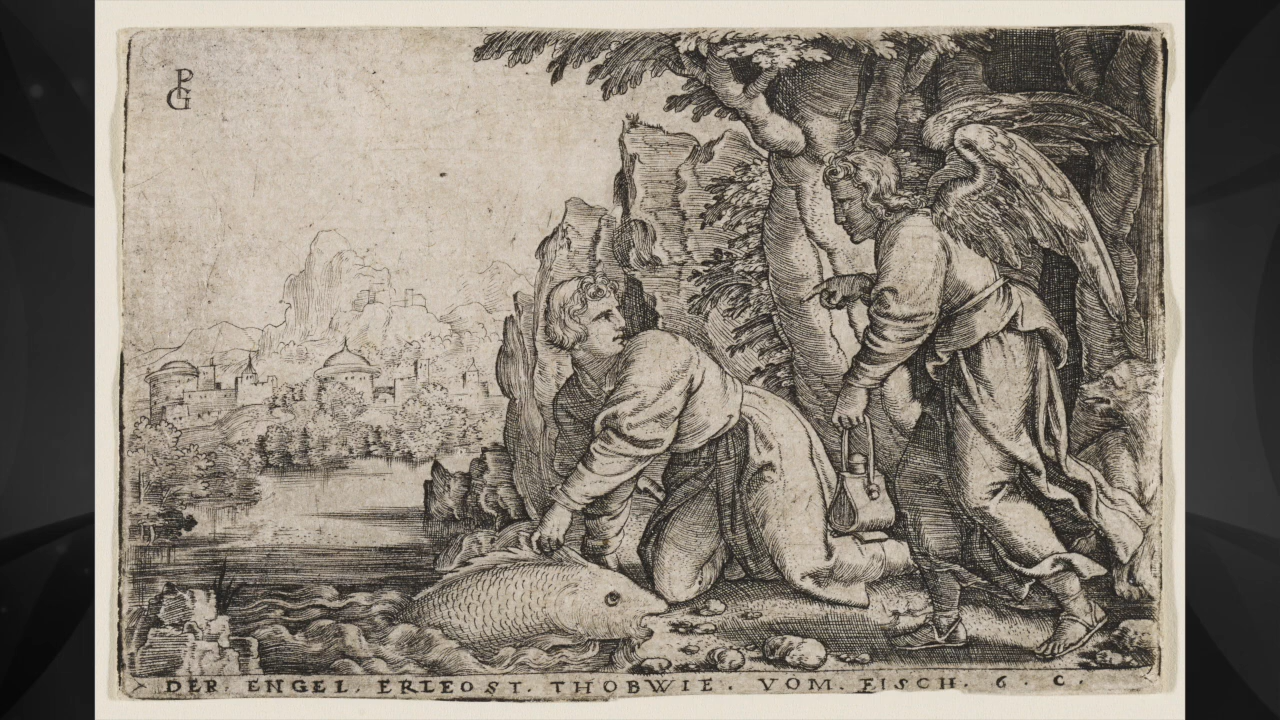 PG
DER. ENGEL. ERLEOST. THOBWIE. VOM. FISCH. 6. C.